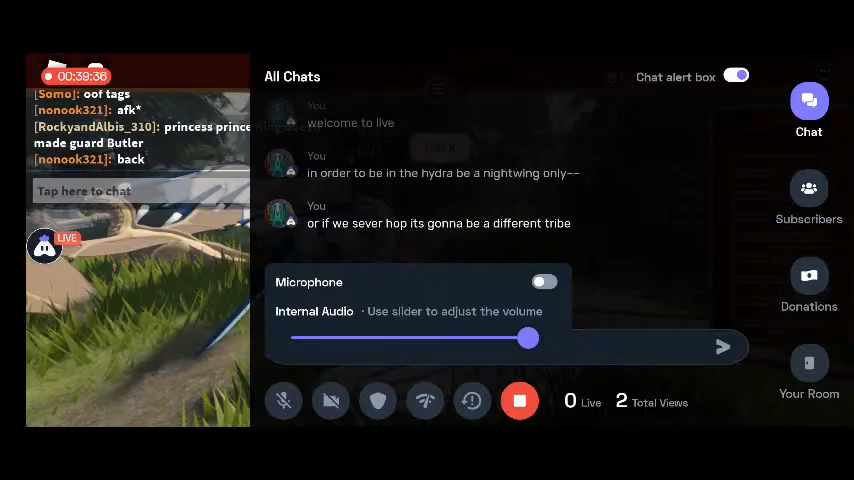 00:39:36
[Somo]: oof tags
[nonook321]: afk*
[RockyandAlbis_310]: princess prince
made guard Butler
[nonook321]: back
Tap here to chat
LIVE
All Chats
Chat alert box
You
welcome to live
You
in order to be in the hydra be a nightwing only--
You
or if we sever hop its gonna be a different tribe
Microphone
Internal Audio · Use slider to adjust the volume
0 Live 2 Total Views
Chat
Subscribers
Donations
Your Room